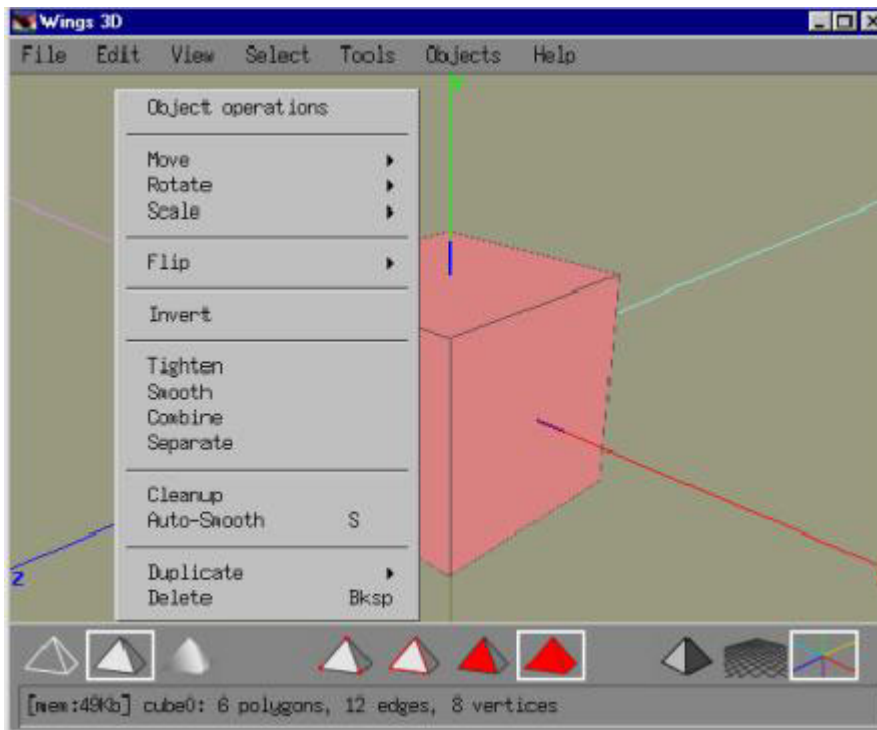 Wings 3D
File Edit View Select Tools Objects Help
Object operations
Move
Rotate
Scale
Flip
Invert
Tighten
Smooth
Combine
Separate
Cleanup
Auto-Smooth S
Duplicate
Delete Bksp
Z
[mem:49Kb] cube0: 6 polygons, 12 edges, 8 vertices